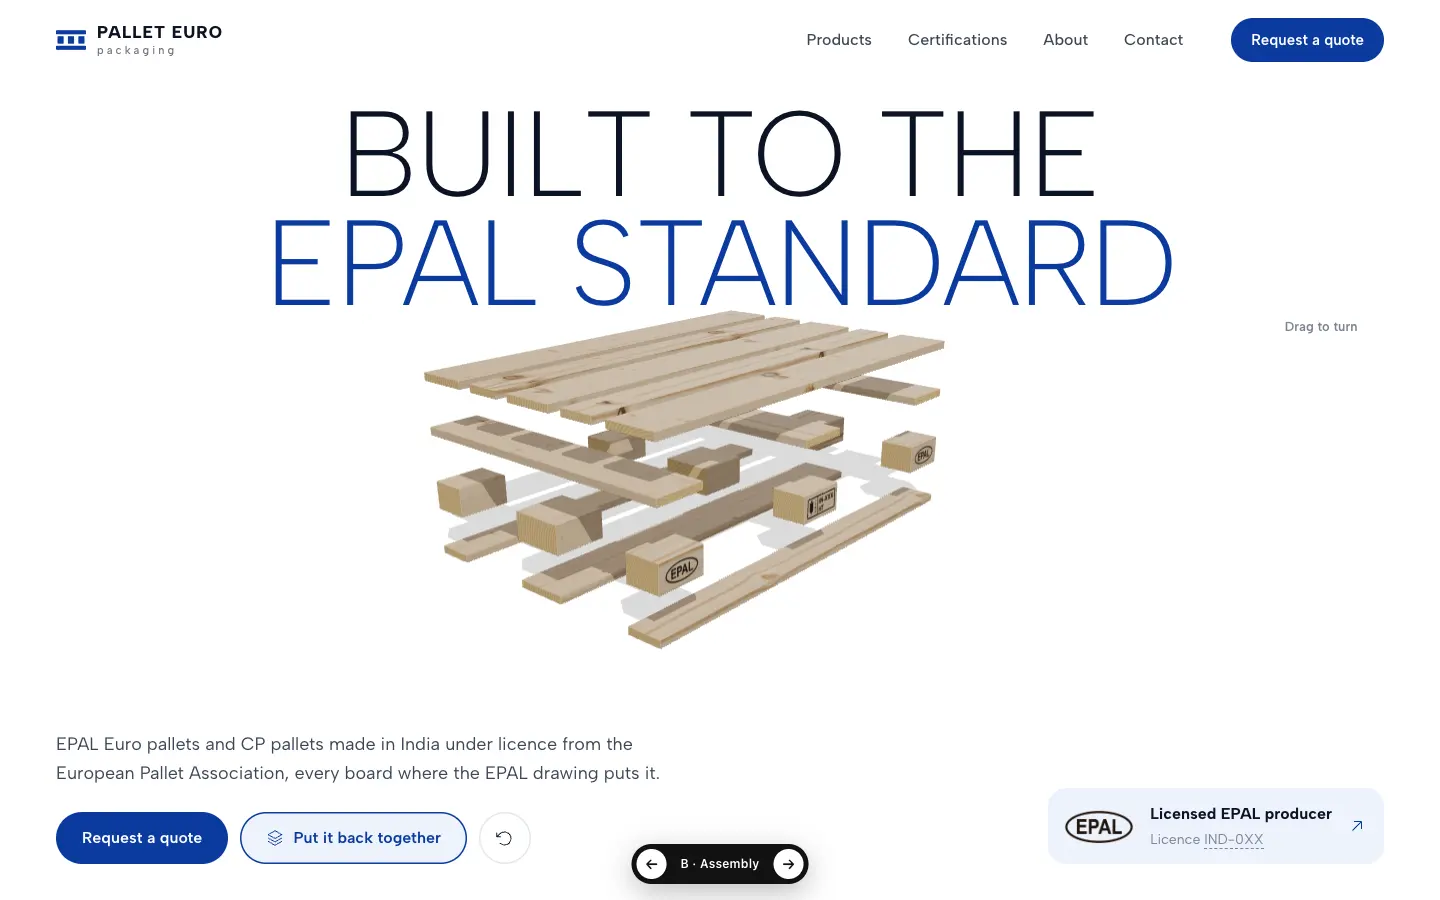 PALLET EURO
packaging
Products
Certifications
About
Contact
Request a quote
BUILT TO THE
EPAL STANDARD
Drag to turn
EPAL
EPAL
EPAL Euro pallets and CP pallets made in India under licence from the
European Pallet Association, every board where the EPAL drawing puts it.
Request a quote
Put it back together
B · Assembly
EPAL
Licensed EPAL producer
Licence IND-0XX